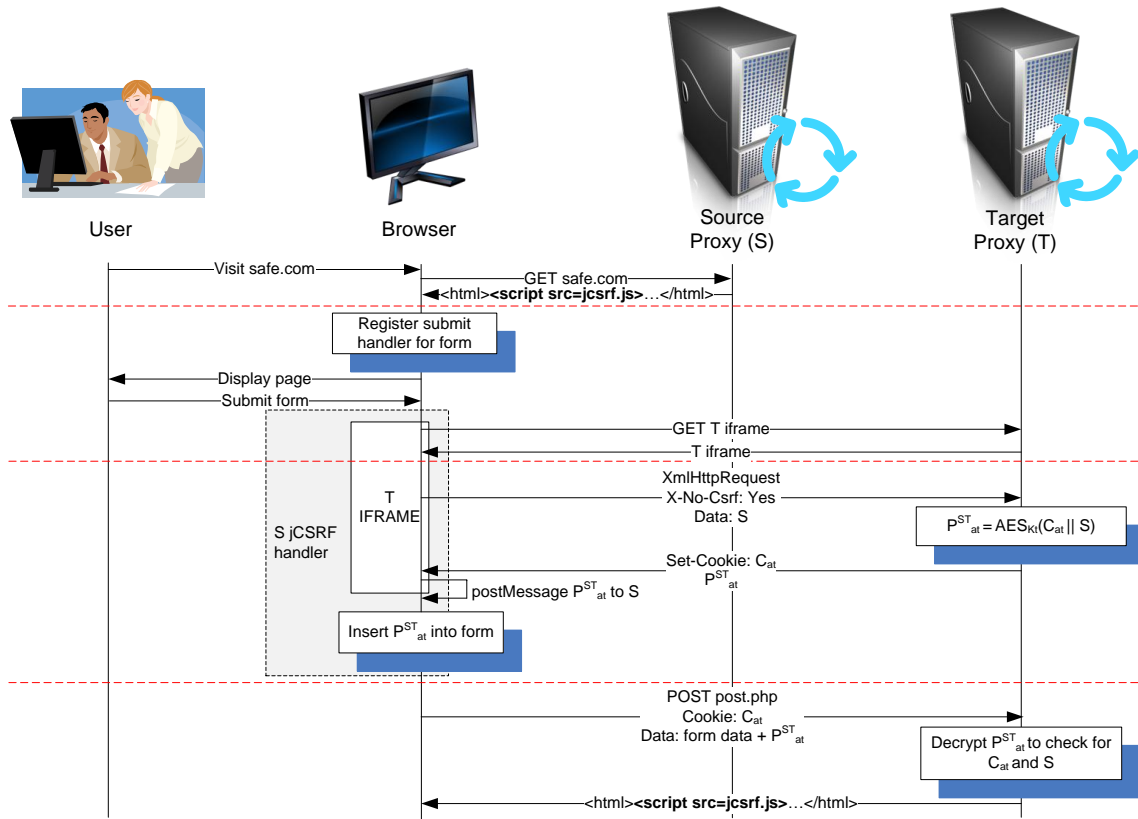 User
Browser
Source
Proxy (S)
Target
Proxy (T)
Visit safe.com
GET safe.com
<html><script src=jcsrf.js>…</html>
Register submit
handler for form
Display page
Submit form
GET T iframe
T iframe
S jCSRF
handler
T
IFRAME
XmlHttpRequest
X-No-Csrf: Yes
Data: S
P^ST_at = AES_Kt(C_at || S)
Set-Cookie: C_at
P^ST_at
postMessage P^ST_at to S
Insert P^ST_at into form
POST post.php
Cookie: C_at
Data: form data + P^ST_at
Decrypt P^ST_at to check for
C_at and S
<html><script src=jcsrf.js>…</html>